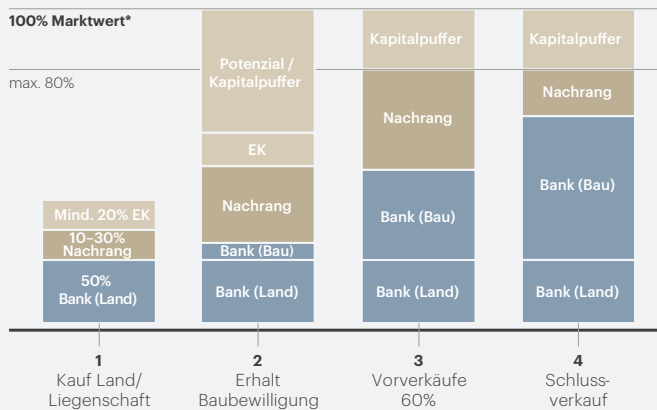 100% Marktwert*
max. 80%
Mind. 20% EK
10–30%
Nachrang
50%
Bank (Land)
Potenzial /
Kapitalpuffer
EK
Nachrang
Bank (Bau)
Bank (Land)
Kapitalpuffer
Nachrang
Bank (Bau)
Bank (Land)
Kapitalpuffer
Nachrang
Bank (Bau)
Bank (Land)
1
Kauf Land/
Liegenschaft
2
Erhalt
Baubewilligung
3
Vorverkäufe
60%
4
Schluss-
verkauf